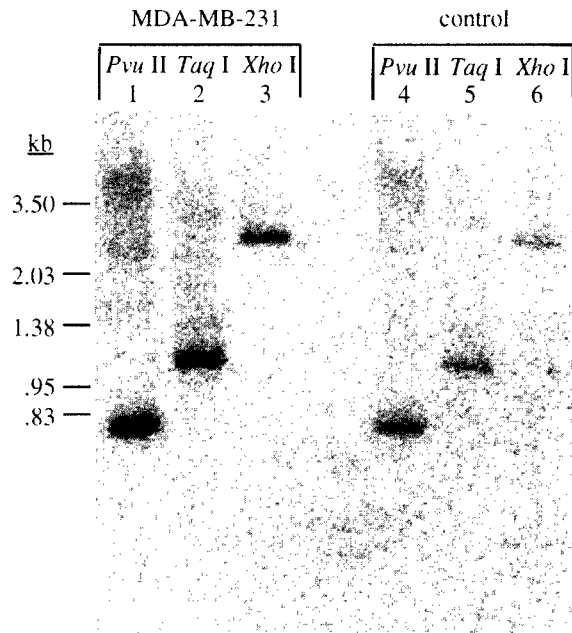 MDA-MB-231 control
Pvu II Taq I Xho I Pvu II Taq I Xho I
1 2 3 4 5 6
kb
3.50
2.03
1.38
.95
.83